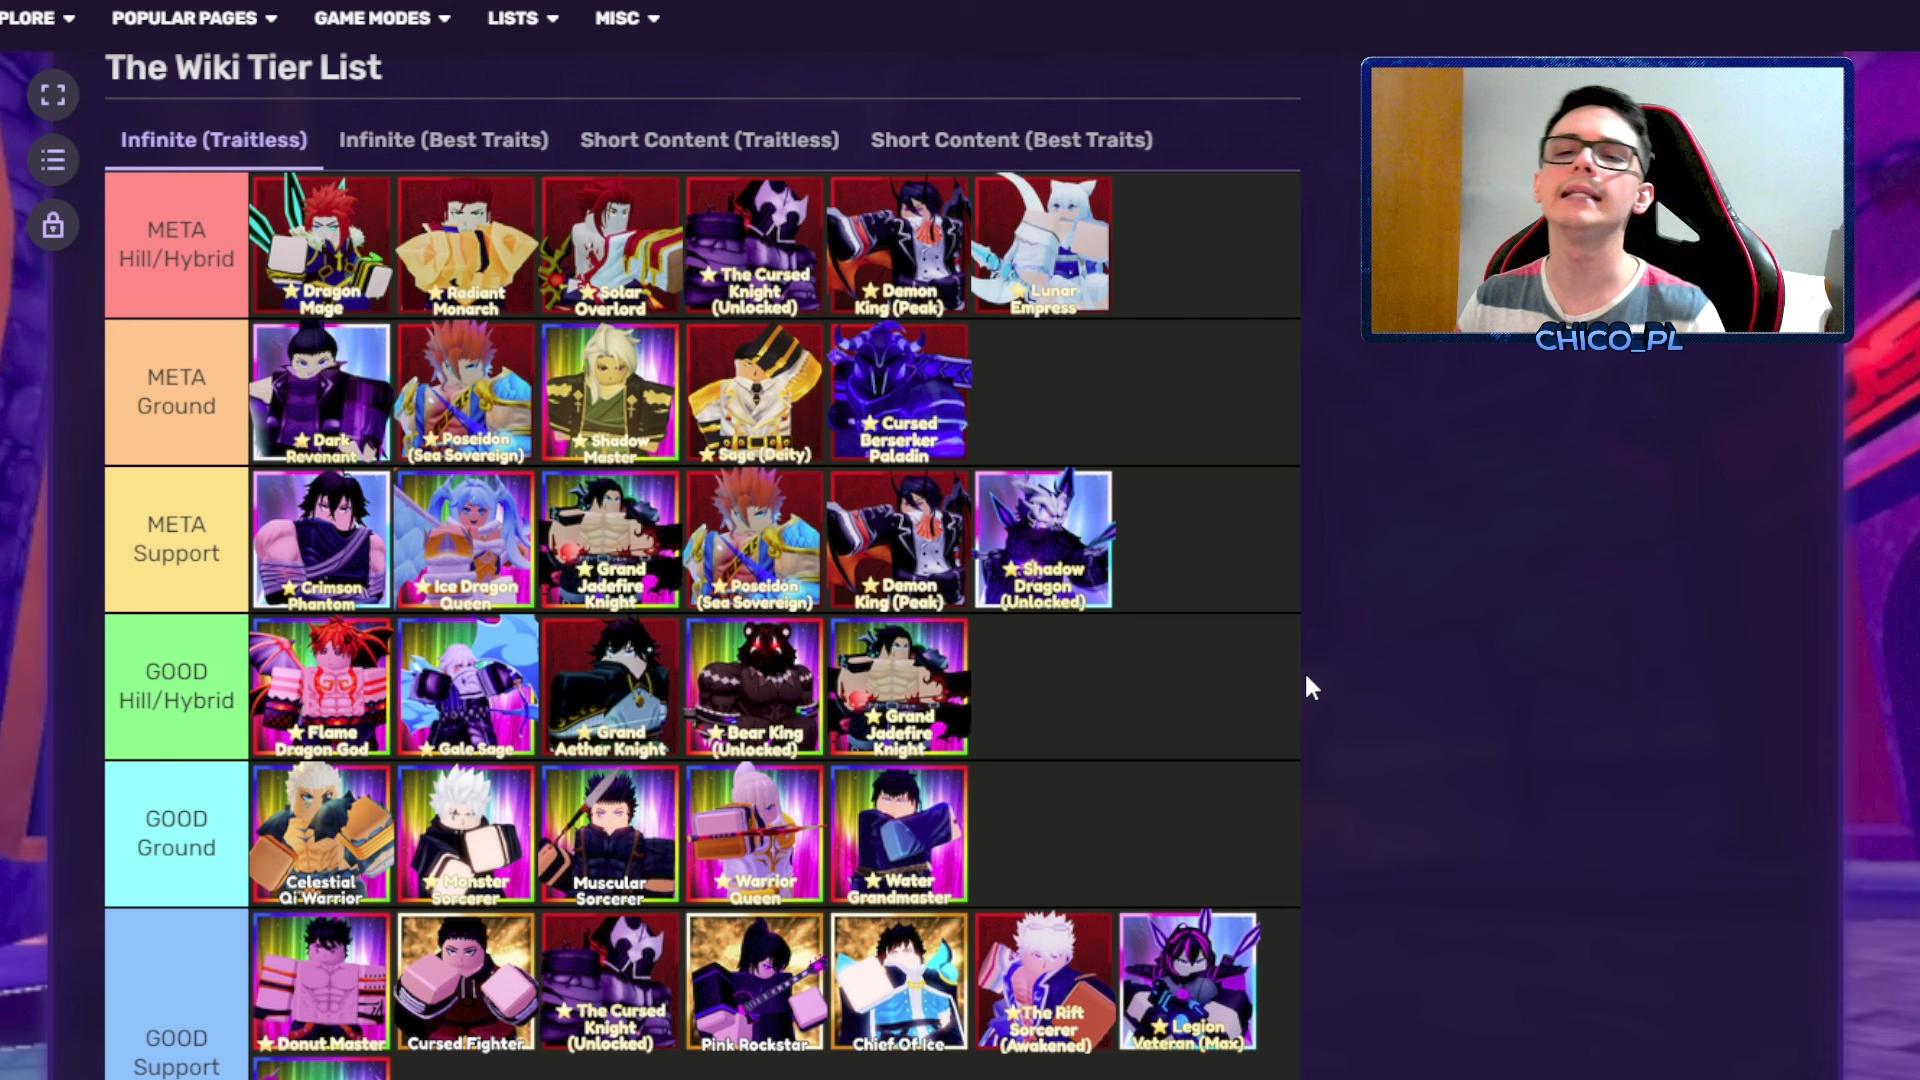 PLORE
POPULAR PAGES
GAME MODES
LISTS
MISC
The Wiki Tier List
Infinite (Traitless)
Infinite (Best Traits)
Short Content (Traitless)
Short Content (Best Traits)
META
Hill/Hybrid
Dragon
Mage
Radiant
Monarch
Solar
Overlord
The Cursed
Knight
(Unlocked)
Demon
King (Peak)
Lunar
Empress
CHICO_PL
META
Ground
Dark
Revenant
Poseidon
(Sea Sovereign)
Shadow
Master
Sage (Deity)
Cursed
Berserker
Paladin
META
Support
Crimson
Phantom
Ice Dragon
Queen
Grand
Jadefire
Knight
Poseidon
(Sea Sovereign)
Demon
King (Peak)
Shadow
Dragon
(Unlocked)
GOOD
Hill/Hybrid
Flame
Dragon God
Gale Sage
Grand
Aether Knight
Bear King
(Unlocked)
Grand
Jadefire
Knight
GOOD
Ground
Celestial
Qi Warrior
Monster
Sorcerer
Muscular
Sorcerer
Warrior
Queen
Water
Grandmaster
GOOD
Support
Donut Master
Cursed Fighter
The Cursed
Knight
(Unlocked)
Pink Rockstar
Chief Of Ice
The Rift
Sorcerer
(Awakened)
Legion
Veteran (Max)